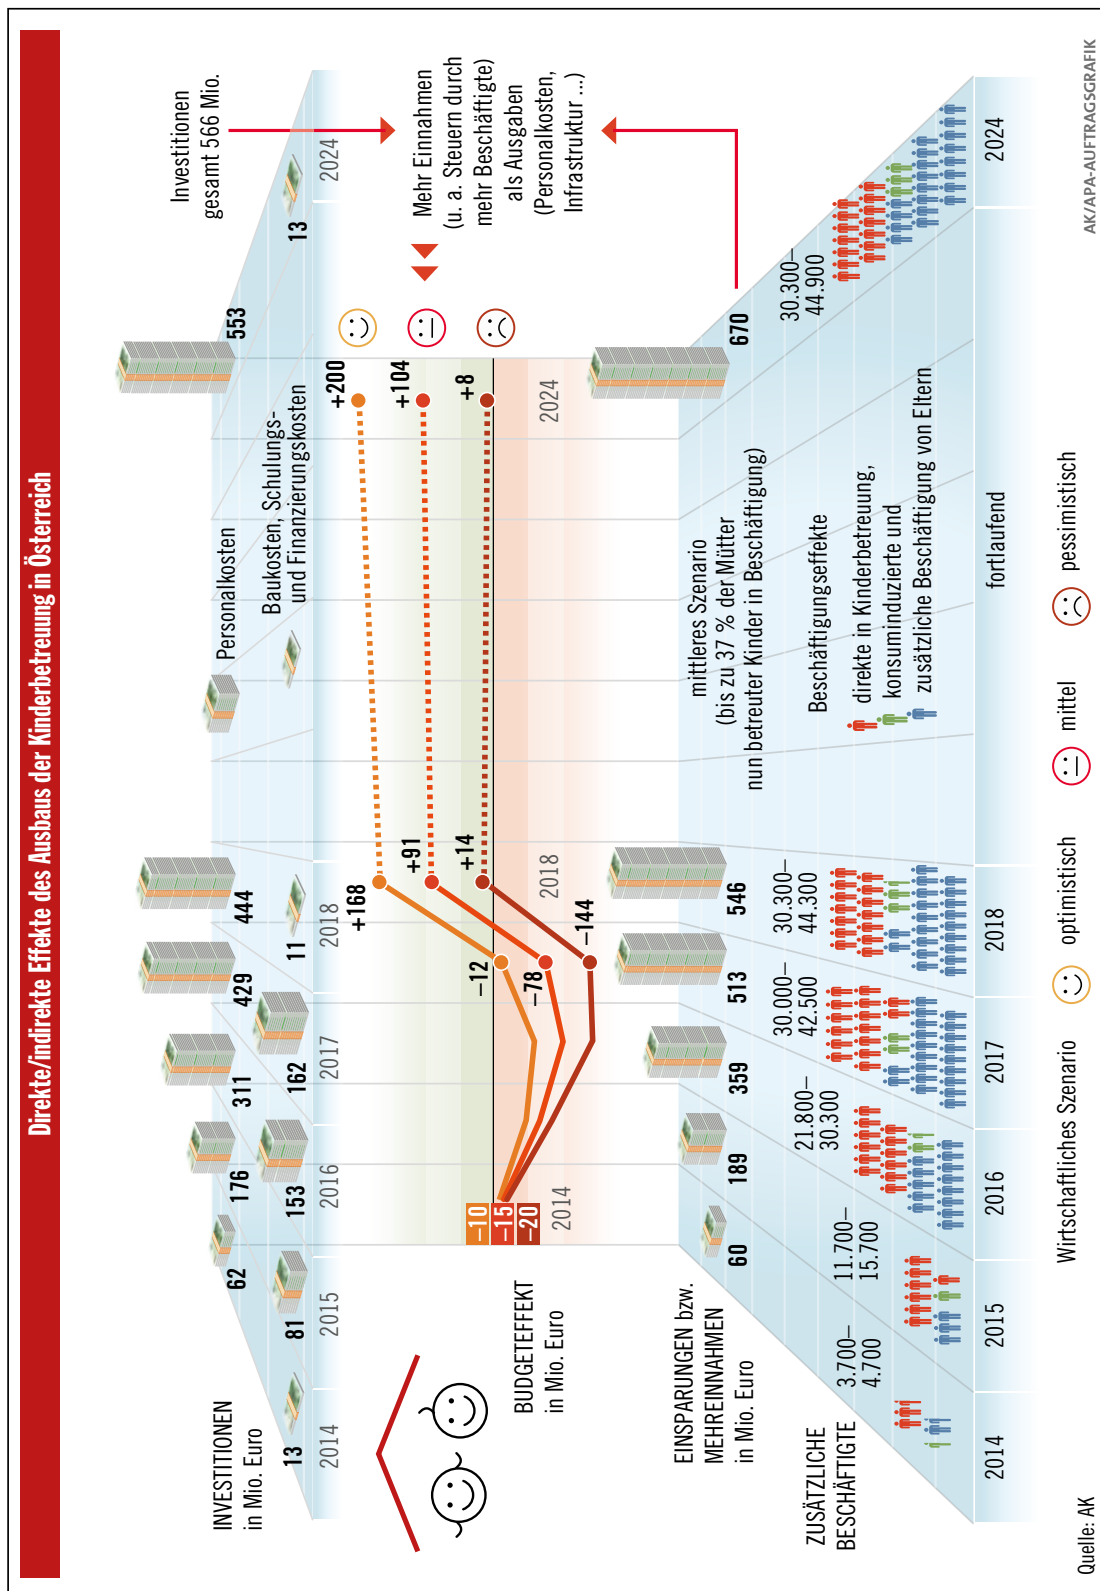 Direkte/indirekte Effekte des Ausbaus der Kinderbetreuung in Österreich
INVESTITIONEN
in Mio. Euro
62
176
311
429
444
553
Personalkosten
13
81
153
162
11
13
Baukosten, Schulungs-
und Finanzierungskosten
2014
2015
2016
2017
2018
2024
Investitionen
gesamt 566 Mio.
Mehr Einnahmen
(u. a. Steuern durch
mehr Beschäftigte)
als Ausgaben
(Personalkosten,
Infrastruktur ...)
BUDGETEFFEKT
in Mio. Euro
–10
–15
–20
–12
–78
–144
+168
+91
+14
+200
+104
+8
2014
2018
2024
EINSPARUNGEN bzw.
MEHREINNAHMEN
in Mio. Euro
60
189
359
513
546
670
mittleres Szenario
(bis zu 37 % der Mütter
nun betreuter Kinder in Beschäftigung)
ZUSÄTZLICHE
BESCHÄFTIGTE
3.700–
4.700
11.700–
15.700
21.800–
30.300
30.000–
42.500
30.300–
44.300
30.300–
44.900
Beschäftigungseffekte
direkte in Kinderbetreuung,
konsuminduzierte und
zusätzliche Beschäftigung von Eltern
2014
2015
2016
2017
2018
fortlaufend
2024
Wirtschaftliches Szenario
optimistisch
mittel
pessimistisch
Quelle: AK
AK/APA-AUFTRAGSGRAFIK